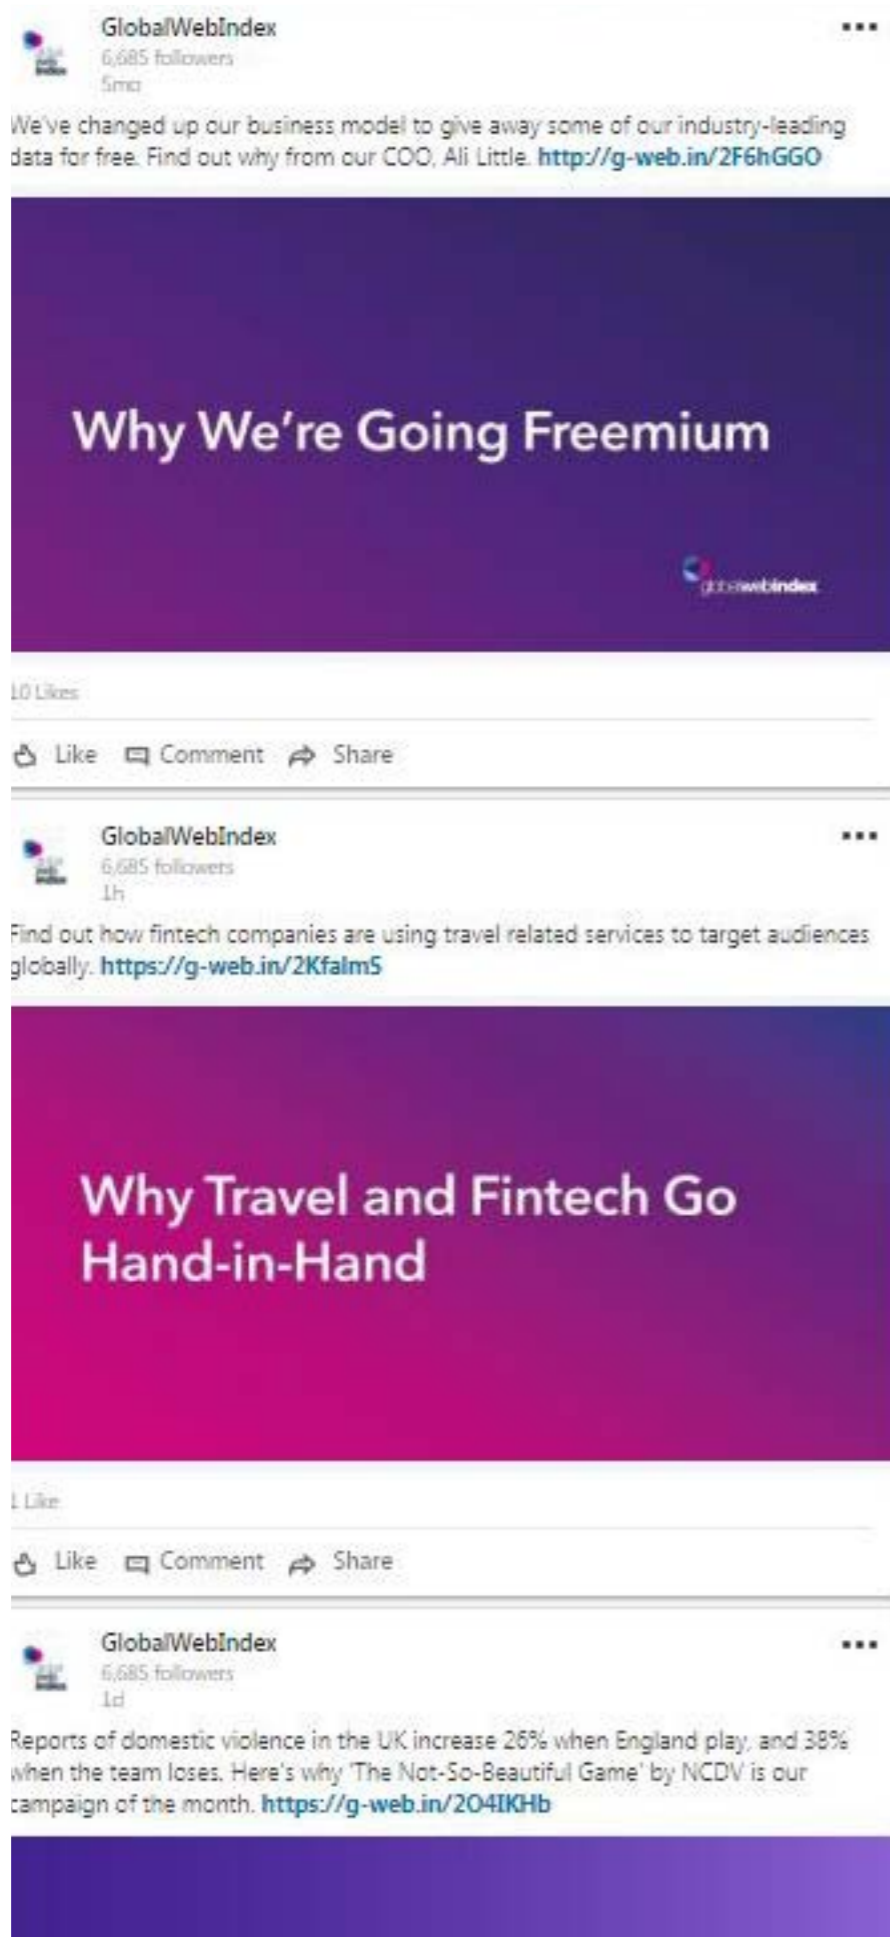 GlobalWebIndex
6,685 followers
5mo
We've changed up our business model to give away some of our industry-leading
data for free. Find out why from our COO, Ali Little. http://g-web.in/2F6hGGO
Why We're Going Freemium
globalwebindex
10 Likes
Like Comment Share
GlobalWebIndex
6,685 followers
1h
Find out how fintech companies are using travel related services to target audiences
globally. https://g-web.in/2KfaIm5
Why Travel and Fintech Go
Hand-in-Hand
1 Like
Like Comment Share
GlobalWebIndex
6,685 followers
1d
Reports of domestic violence in the UK increase 26% when England play, and 38%
when the team loses. Here's why 'The Not-So-Beautiful Game' by NCDV is our
campaign of the month. https://g-web.in/2O4IKHb